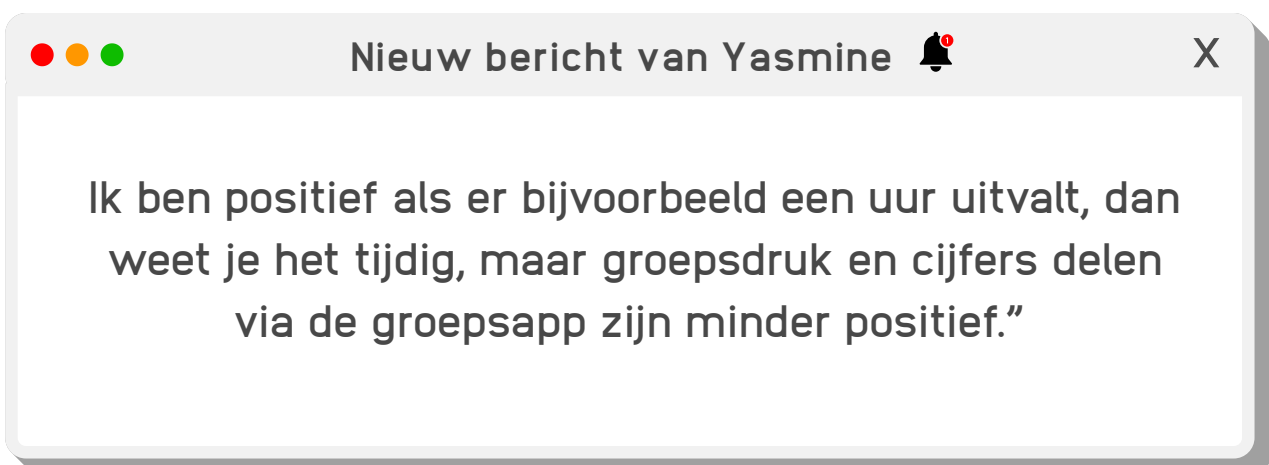 Nieuw bericht van Yasmine
1
X
Ik ben positief als er bijvoorbeeld een uur uitvalt, dan
weet je het tijdig, maar groepsdruk en cijfers delen
via de groepsapp zijn minder positief.”